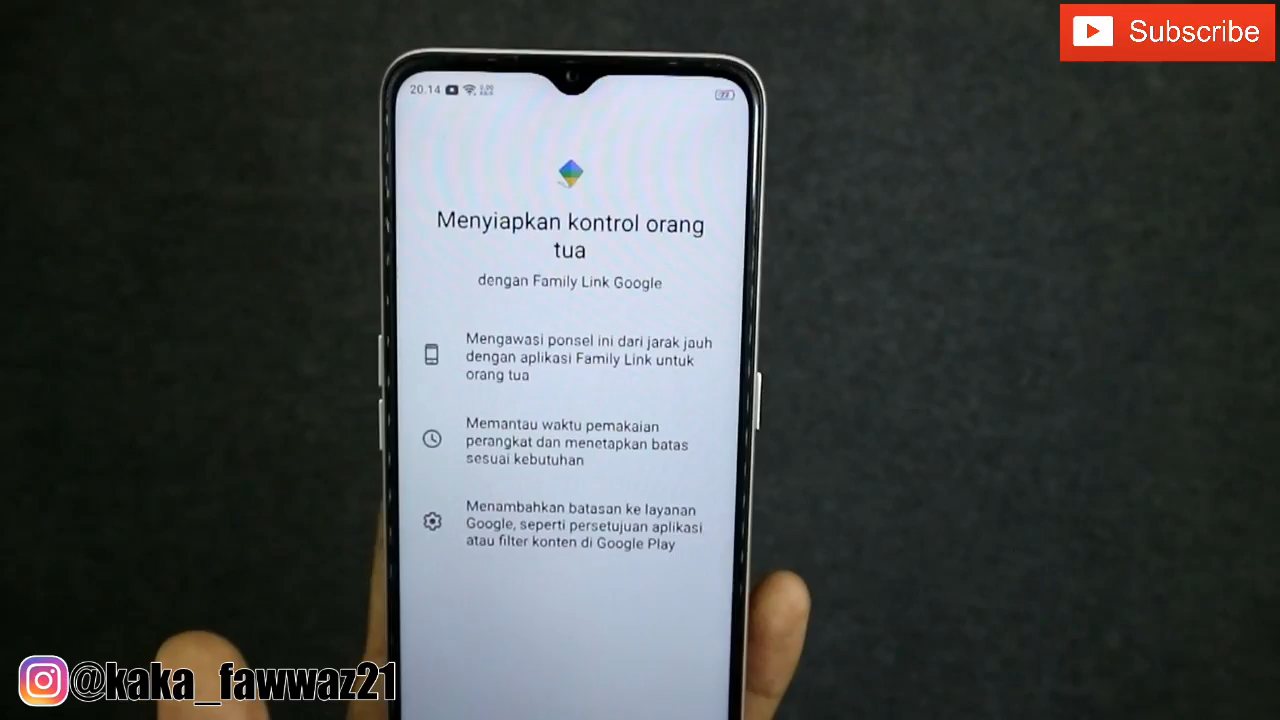 Subscribe
20.14
Menyiapkan kontrol orang
tua
dengan Family Link Google
Mengawasi ponsel ini dari jarak jauh
dengan aplikasi Family Link untuk
orang tua
Memantau waktu pemakaian
perangkat dan menetapkan batas
sesuai kebutuhan
Menambahkan batasan ke layanan
Google, seperti persetujuan aplikasi
atau filter konten di Google Play
@kaka_fawwaz21